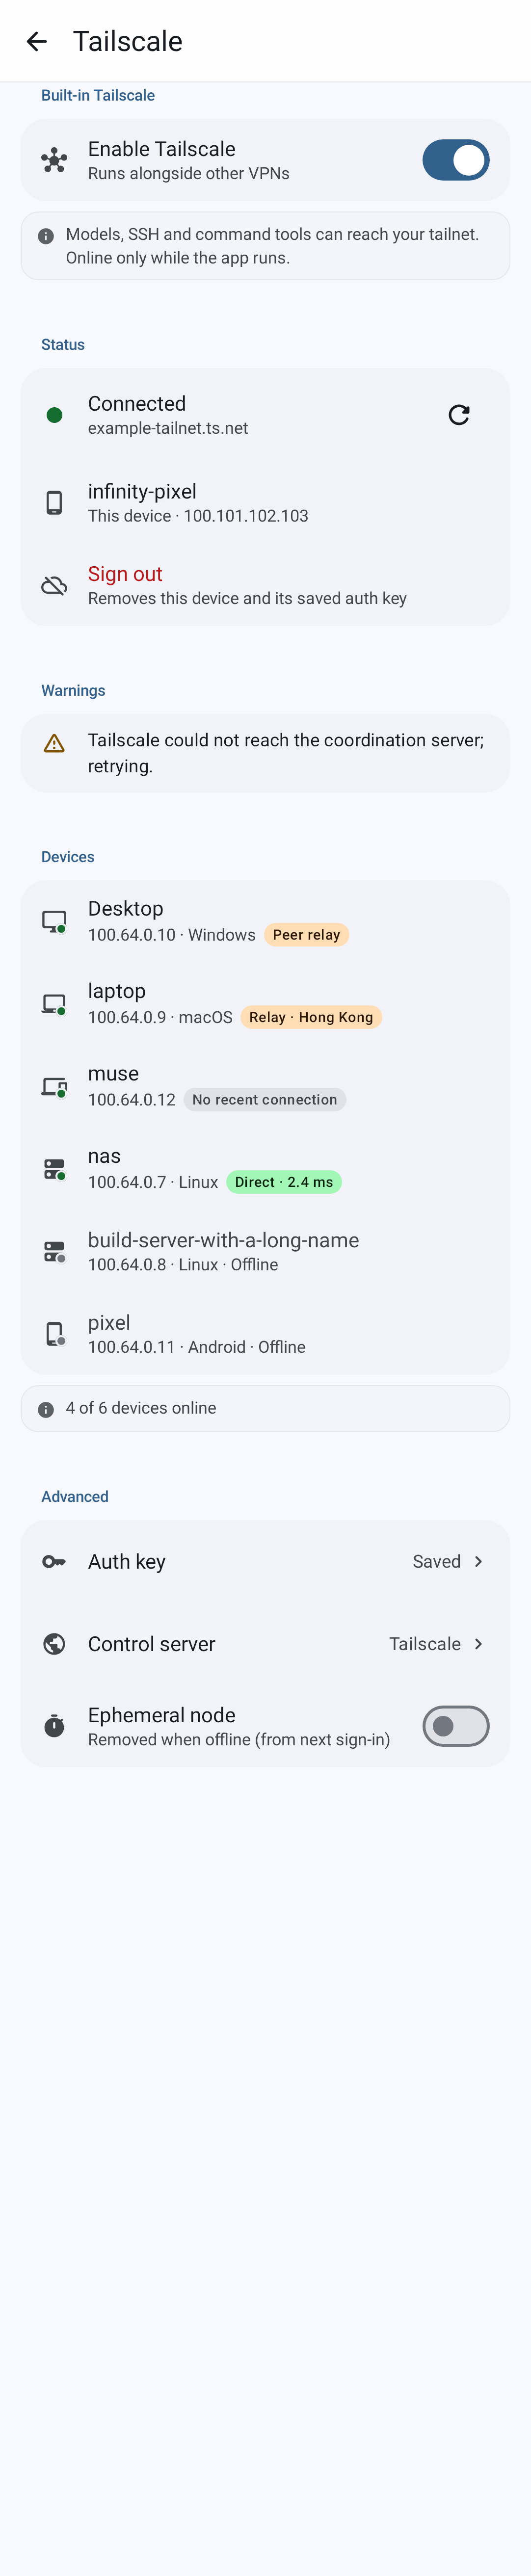 Tailscale
Built-in Tailscale
Enable Tailscale
Runs alongside other VPNs
Models, SSH and command tools can reach your tailnet.
Online only while the app runs.
Status
Connected
example-tailnet.ts.net
infinity-pixel
This device · 100.101.102.103
Sign out
Removes this device and its saved auth key
Warnings
Tailscale could not reach the coordination server;
retrying.
Devices
Desktop
100.64.0.10 · Windows Peer relay
laptop
100.64.0.9 · macOS Relay · Hong Kong
muse
100.64.0.12 No recent connection
nas
100.64.0.7 · Linux Direct · 2.4 ms
build-server-with-a-long-name
100.64.0.8 · Linux · Offline
pixel
100.64.0.11 · Android · Offline
4 of 6 devices online
Advanced
Auth key Saved
Control server Tailscale
Ephemeral node
Removed when offline (from next sign-in)